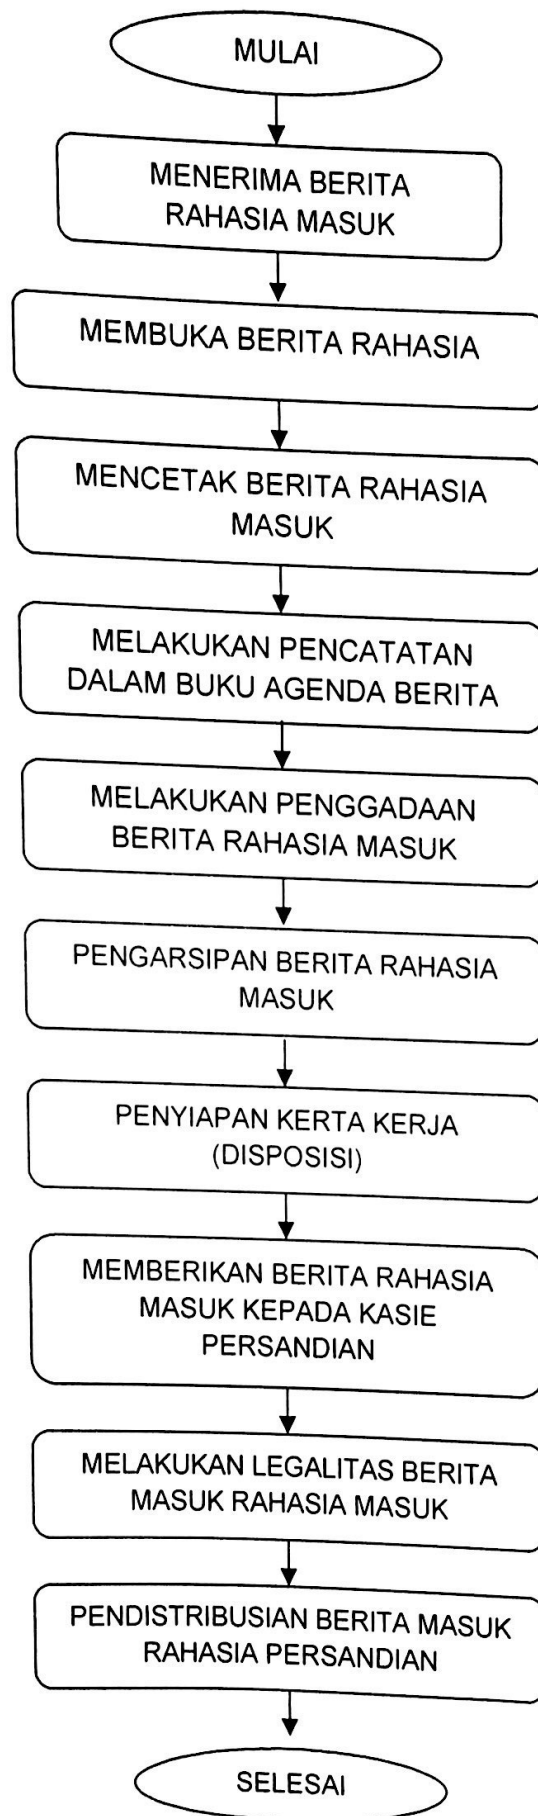 MULAI
MENERIMA BERITA
RAHASIA MASUK
MEMBUKA BERITA RAHASIA
MENCETAK BERITA RAHASIA
MASUK
MELAKUKAN PENCATATAN
DALAM BUKU AGENDA BERITA
MELAKUKAN PENGGADAAN
BERITA RAHASIA MASUK
PENGARSIPAN BERITA RAHASIA
MASUK
PENYIAPAN KERTA KERJA
(DISPOSISI)
MEMBERIKAN BERITA RAHASIA
MASUK KEPADA KASIE
PERSANDIAN
MELAKUKAN LEGALITAS BERITA
MASUK RAHASIA MASUK
PENDISTRIBUSIAN BERITA MASUK
RAHASIA PERSANDIAN
SELESAI